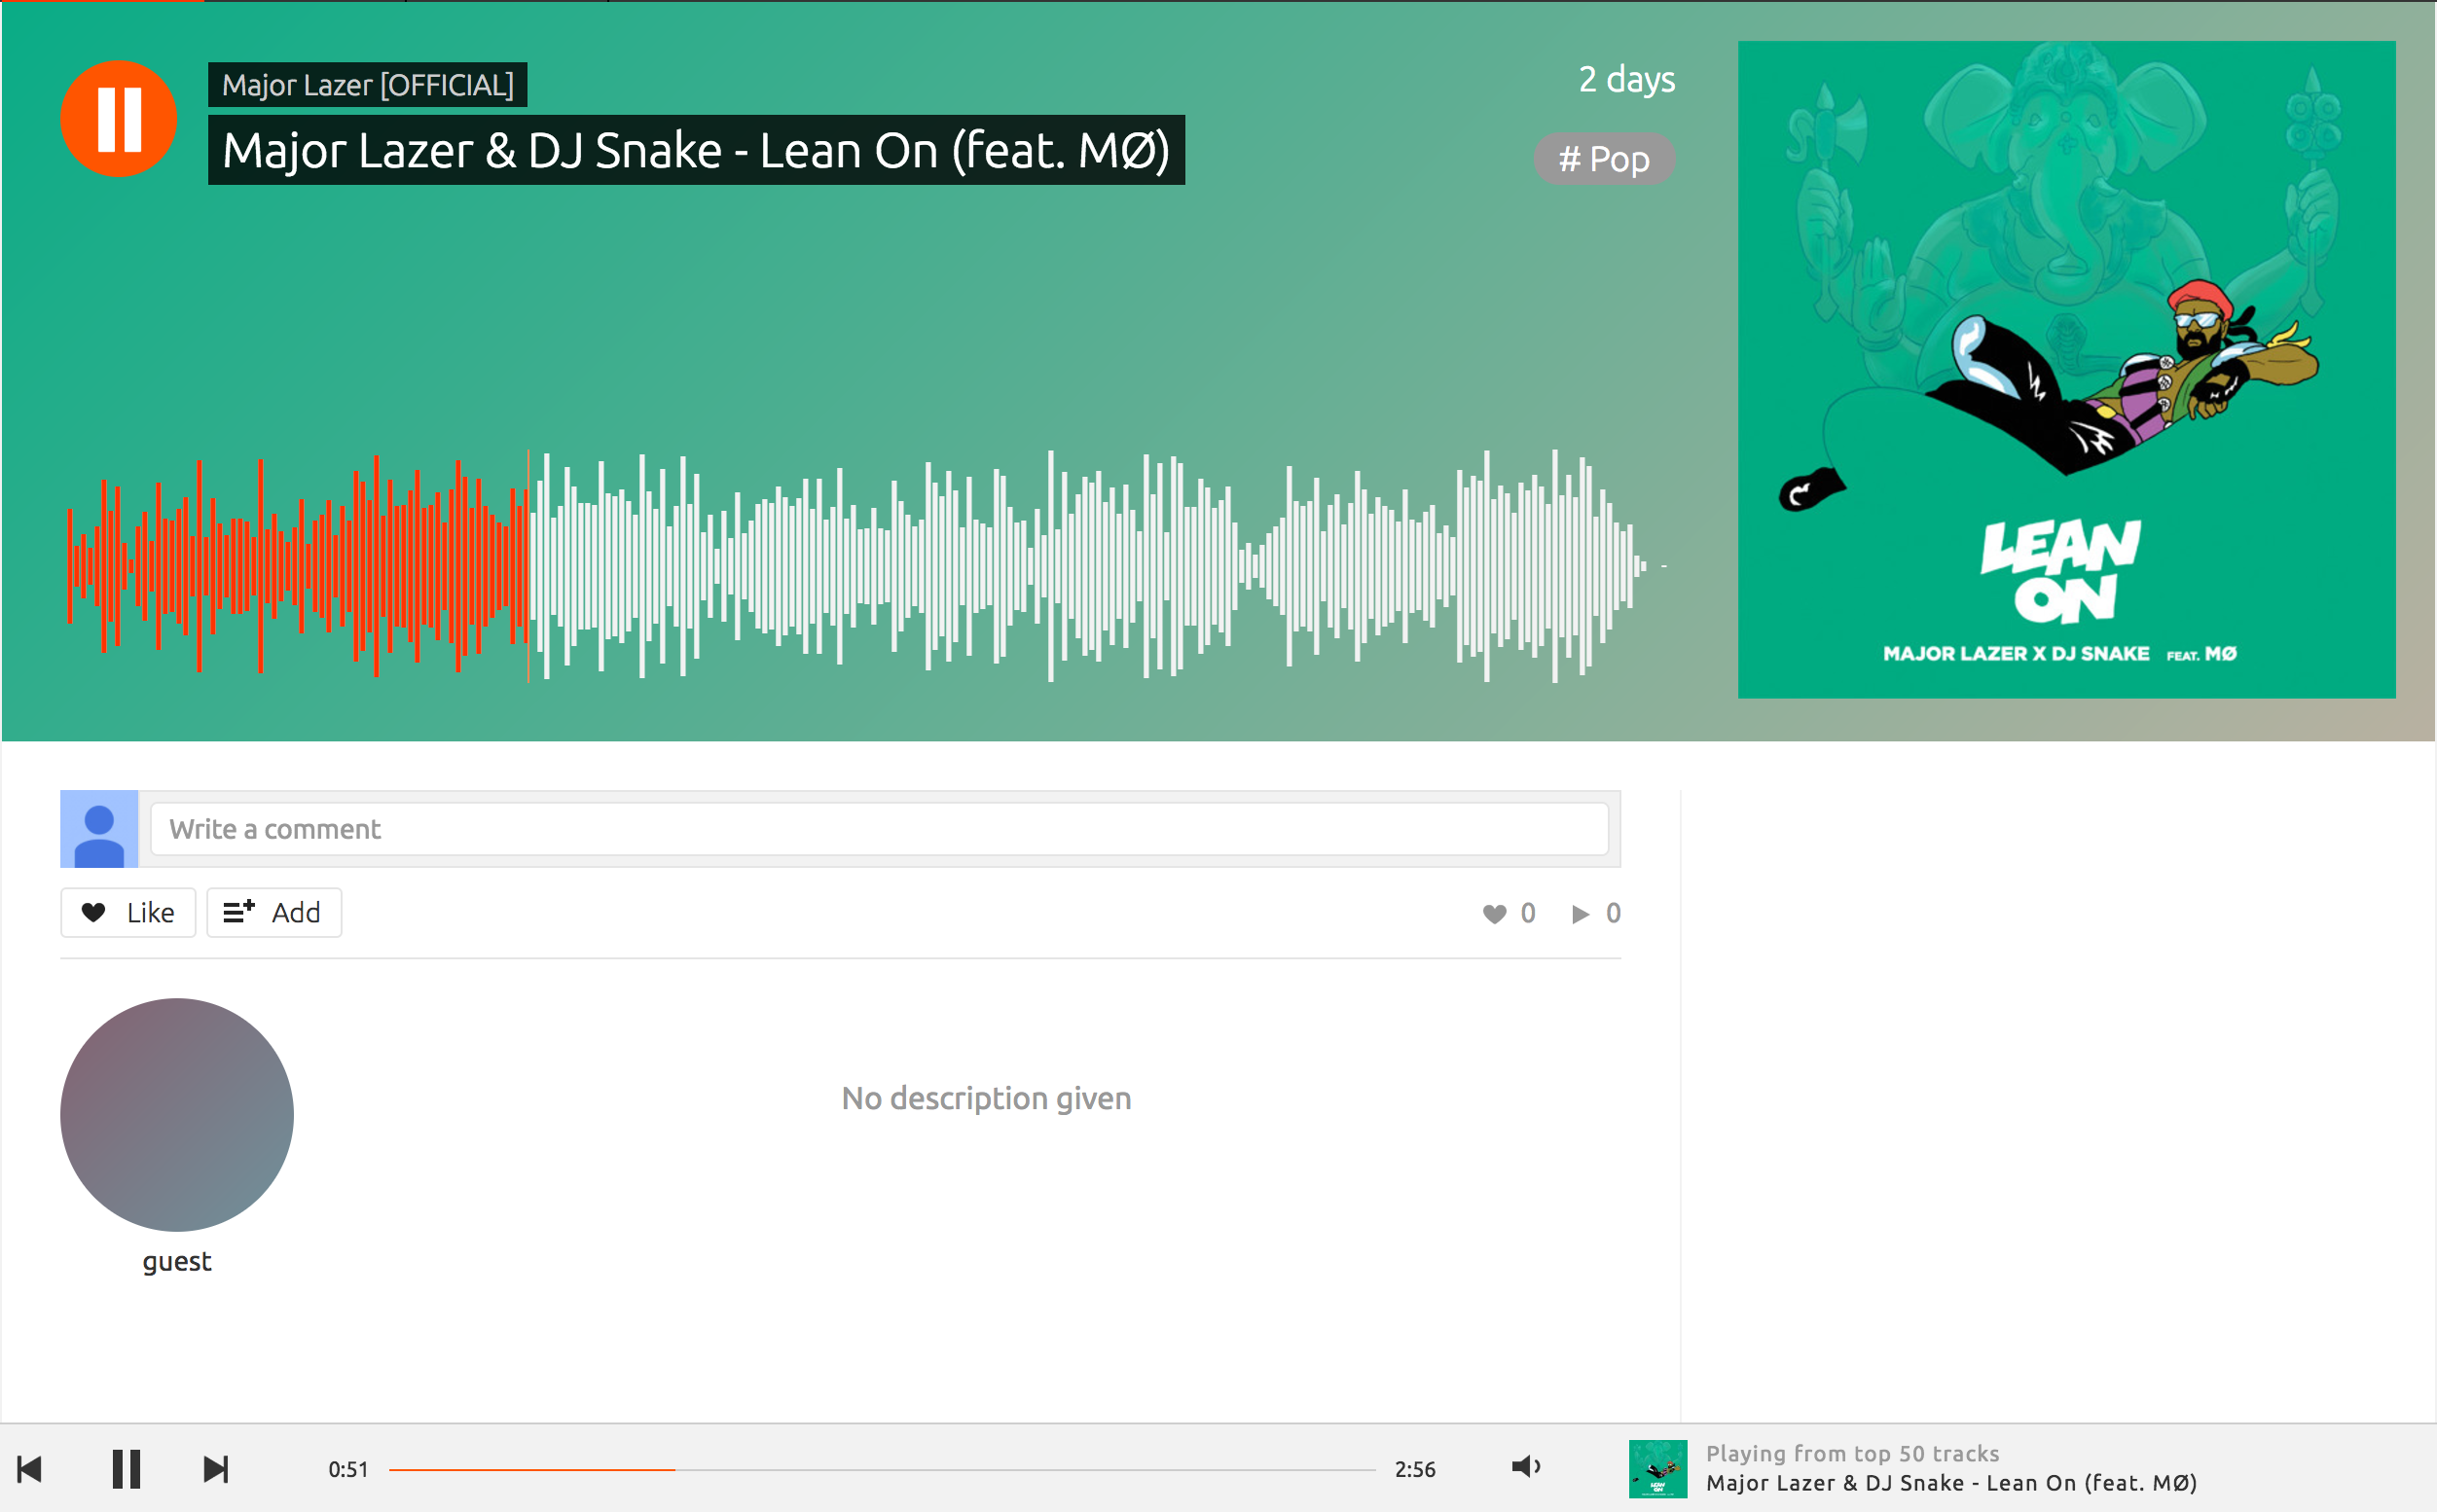 Major Lazer [OFFICIAL]
Major Lazer & DJ Snake - Lean On (feat. MØ)
2 days
# Pop
LEAN
ON
MAJOR LAZER X DJ SNAKE FEAT. MØ
Write a comment
Like
Add
0
0
No description given
guest
0:51
2:56
Playing from top 50 tracks
Major Lazer & DJ Snake - Lean On (feat. MØ)